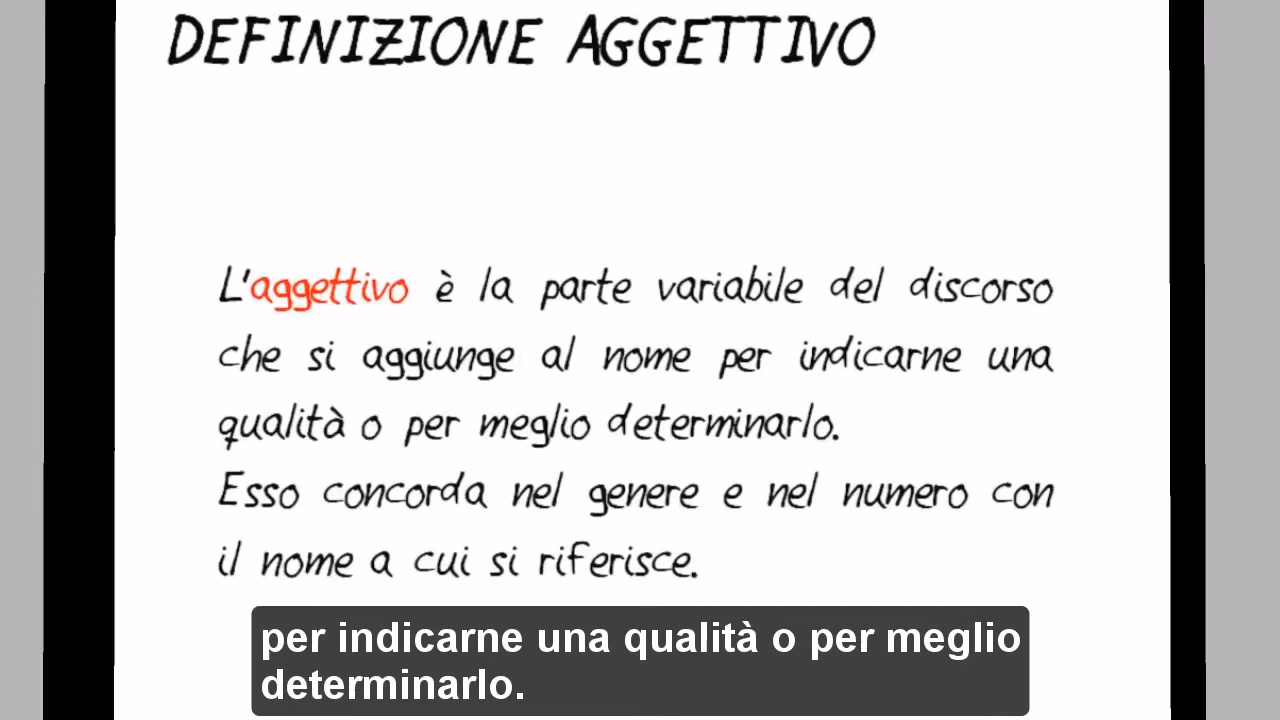 DEFINIZIONE AGGETTIVO
L'aggettivo è la parte variabile del discorso
che si aggiunge al nome per indicarne una
qualità o per meglio determinarlo.
Esso concorda nel genere e nel numero con
il nome a cui si riferisce.
per indicarne una qualità o per meglio
determinarlo.